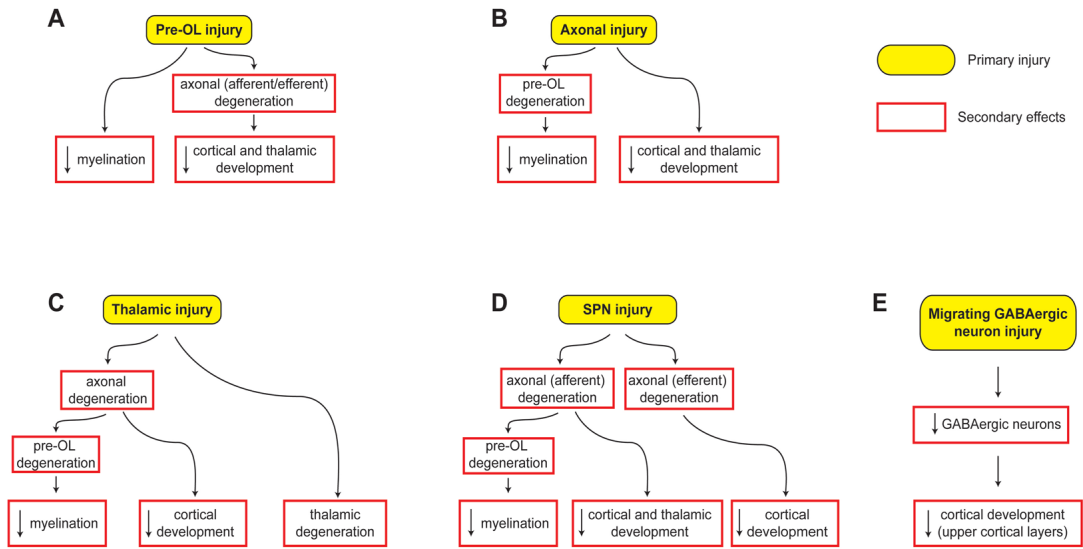 A
Pre-OL injury
axonal (afferent/efferent)
degeneration
↓ myelination
↓ cortical and thalamic
development
B
Axonal injury
pre-OL
degeneration
↓ myelination
↓ cortical and thalamic
development
Primary injury
Secondary effects
C
Thalamic injury
axonal
degeneration
pre-OL
degeneration
↓ myelination
↓ cortical
development
thalamic
degeneration
D
SPN injury
axonal (afferent)
degeneration
axonal (efferent)
degeneration
pre-OL
degeneration
↓ myelination
↓ cortical and thalamic
development
↓ cortical
development
E
Migrating GABAergic
neuron injury
↓ GABAergic neurons
↓ cortical development
(upper cortical layers)